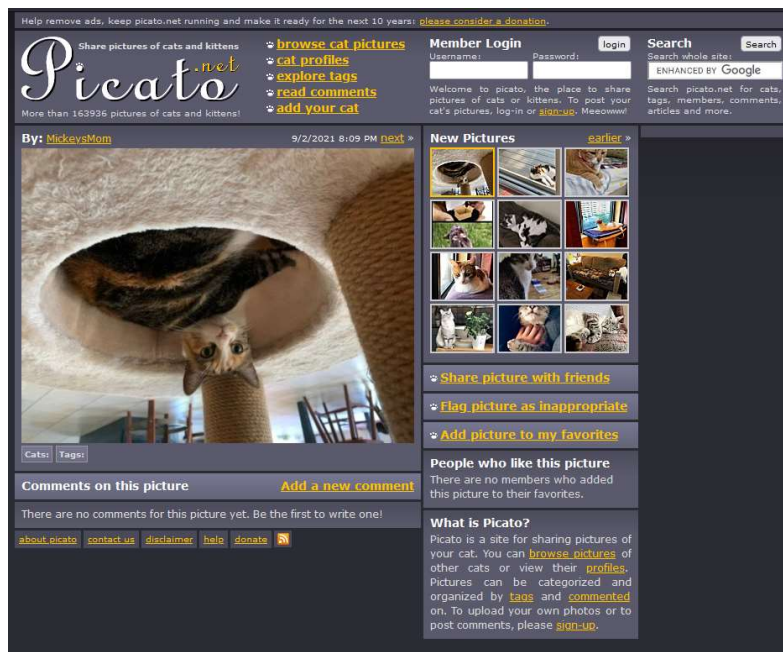 Help remove ads, keep picato.net running and make it ready for the next 10 years: please consider a donation.
Share pictures of cats and kittens
Picato.net
More than 163936 pictures of cats and kittens!
browse cat pictures
cat profiles
explore tags
read comments
add your cat
Member Login
login
Username:
Password:
Welcome to picato, the place to share
pictures of cats or kittens. To post your
cat's pictures, log-in or sign-up. Meeowww!
Search
Search
Search whole site:
ENHANCED BY Google
Search picato.net for cats,
tags, members, comments,
articles and more.
By: MickeysMom
9/2/2021 8:09 PM next »
Cats: Tags:
Comments on this picture
Add a new comment
There are no comments for this picture yet. Be the first to write one!
about picato contact us disclaimer help donate
New Pictures
earlier »
Share picture with friends
Flag picture as inappropriate
Add picture to my favorites
People who like this picture
There are no members who added
this picture to their favorites.
What is Picato?
Picato is a site for sharing pictures of
your cat. You can browse pictures of
other cats or view their profiles.
Pictures can be categorized and
organized by tags and commented
on. To upload your own photos or to
post comments, please sign-up.